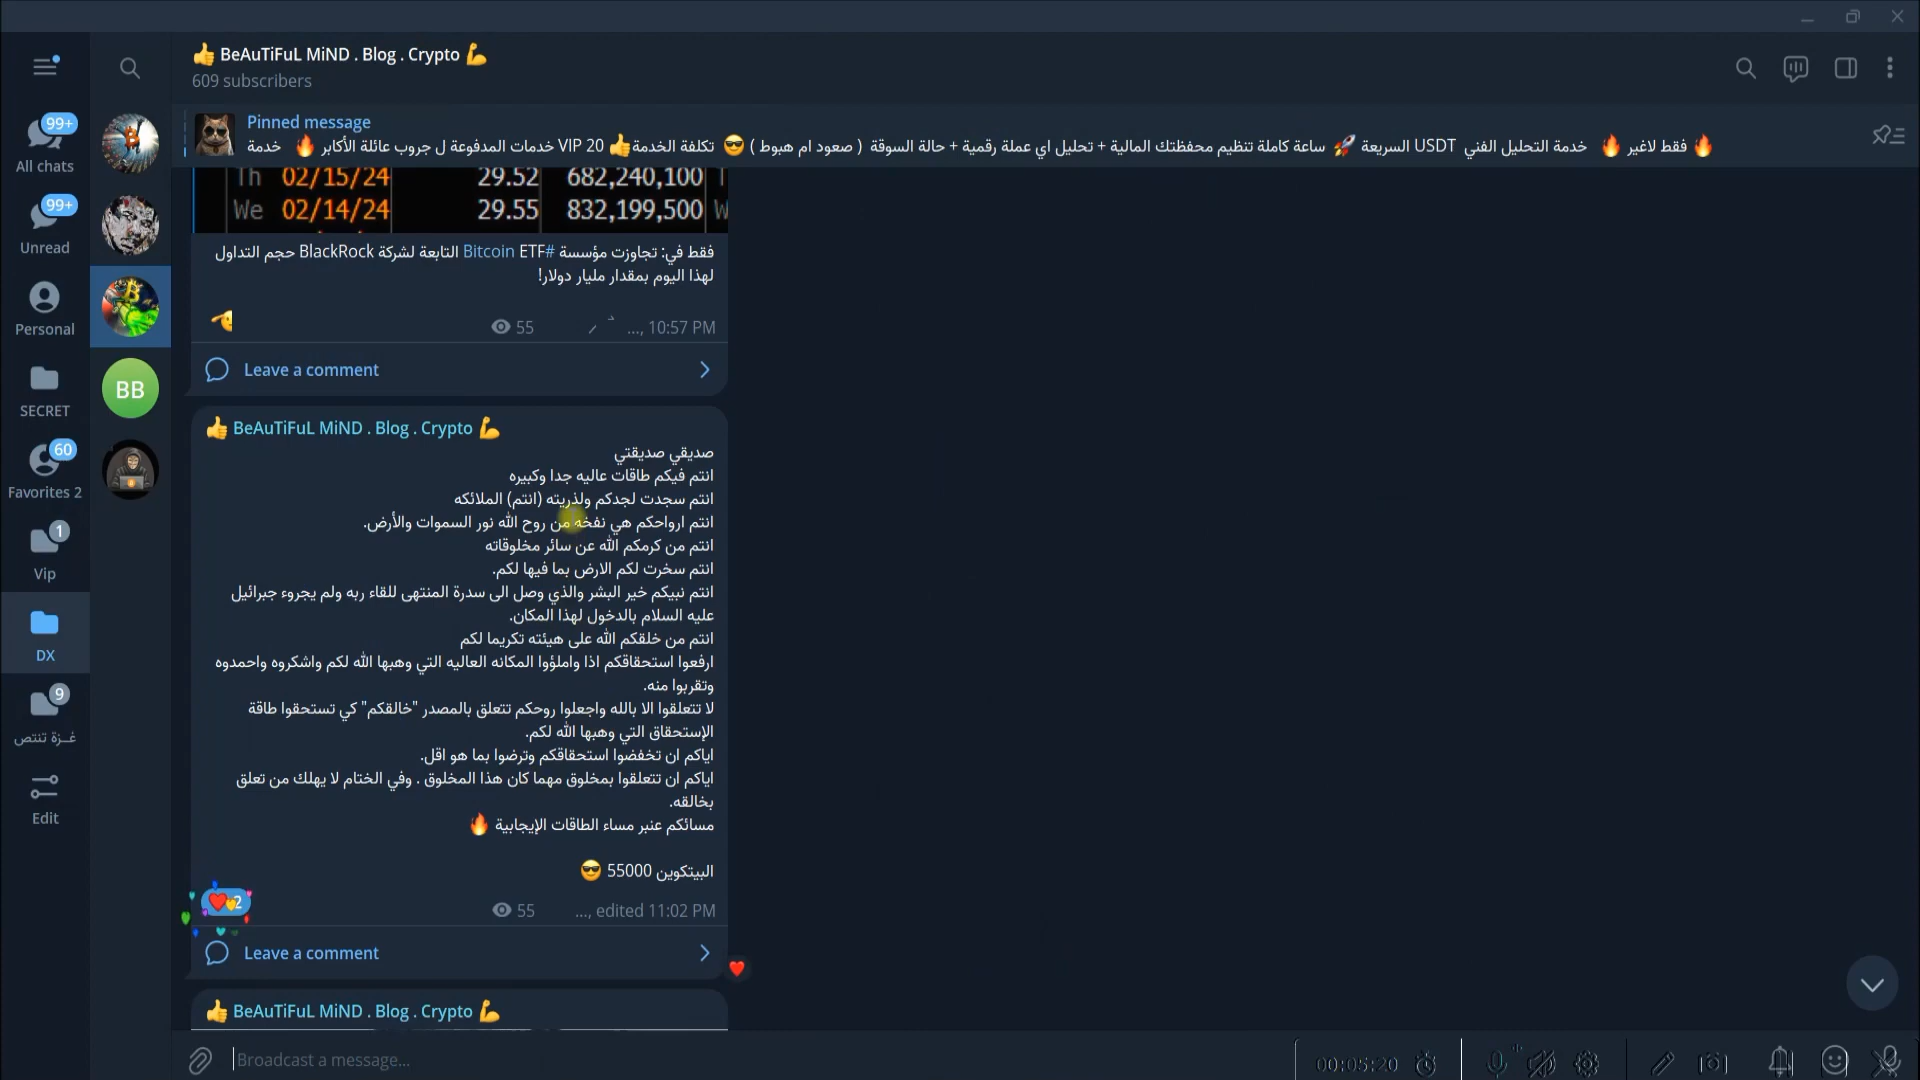 👍 BeAuTiFuL MiND . Blog . Crypto 💪
609 subscribers
99+
All chats
99+
Unread
Personal
SECRET
60
Favorites 2
1
Vip
DX
9
غـزة تنتص
Edit
BB
Pinned message
خدمة 🔥 خدمات المدفوعة ل جروب عائلة الأكابر VIP 20 👍تكلفة الخدمة 😎 ( صعود ام هبوط ) ساعة كاملة تنظيم محفظتك المالية + تحليل اي عملة رقمية + حالة السوقة 🚀 السريعة USDT خدمة التحليل الفني 🔥 فقط لاغير 🔥
Th 02/15/24 29.52 682,240,100 T
We 02/14/24 29.55 832,199,500 W
فقط في: تجاوزت مؤسسة #Bitcoin ETF التابعة لشركة BlackRock حجم التداول
لهذا اليوم بمقدار مليار دولار!
55 ..., 10:57 PM
Leave a comment
👍 BeAuTiFuL MiND . Blog . Crypto 💪
صديقي صديقتي
انتم فيكم طاقات عاليه جدا وكبيره
انتم سجدت لجدكم ولذريته (انتم) الملائكه
انتم ارواحكم هي نفخه من روح الله نور السموات والأرض.
انتم من كرمكم الله عن سائر مخلوقاته
انتم سخرت لكم الارض بما فيها لكم.
انتم نبيكم خير البشر والذي وصل الى سدرة المنتهى للقاء ربه ولم يجروء جبرائيل
عليه السلام بالدخول لهذا المكان.
انتم من خلقكم الله على هيئته تكريما لكم
ارفعوا استحقاقكم اذا واملؤوا المكانه العاليه التي وهبها الله لكم واشكروه واحمدوه
وتقربوا منه.
لا تتعلقوا الا بالله واجعلوا روحكم تتعلق بالمصدر "خالقكم" كي تستحقوا طاقة
الإستحقاق التي وهبها الله لكم.
اياكم ان تخفضوا استحقاقكم وترضوا بما هو اقل.
اياكم ان تتعلقوا بمخلوق مهما كان هذا المخلوق . وفي الختام لا يهلك من تعلق
بخالقه.
مسائكم عنبر مساء الطاقات الإيجابية 🔥
البيتكوين 55000 😎
2
55 ..., edited 11:02 PM
Leave a comment
👍 BeAuTiFuL MiND . Blog . Crypto 💪
Broadcast a message...
00:05:20